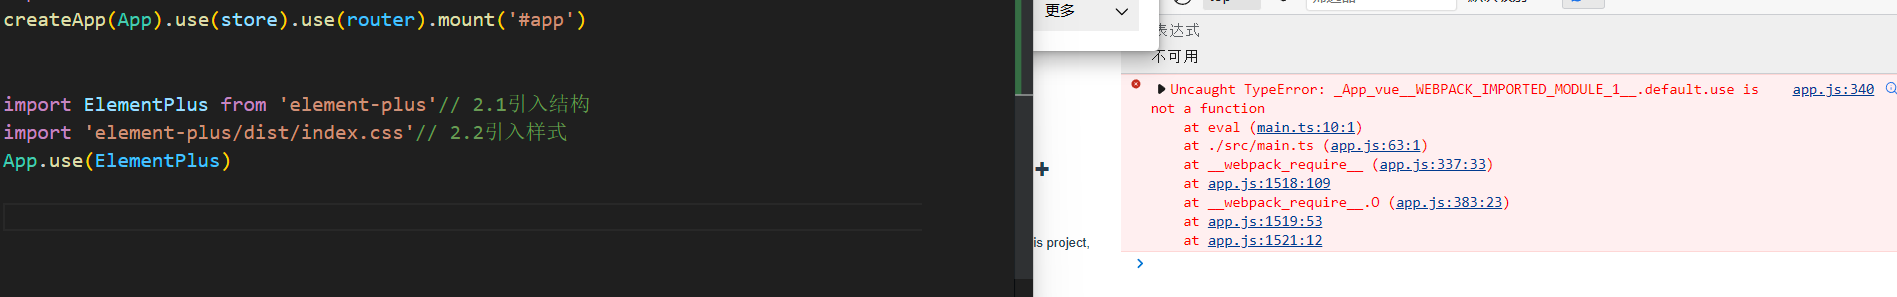 createApp(App).use(store).use(router).mount('#app')
import ElementPlus from 'element-plus'// 2.1引入结构
import 'element-plus/dist/index.css'// 2.2引入样式
App.use(ElementPlus)
更多
表达式
不可用
Uncaught TypeError: _App_vue__WEBPACK_IMPORTED_MODULE_1__.default.use is app.js:340
not a function
at eval (main.ts:10:1)
at ./src/main.ts (app.js:63:1)
at __webpack_require__ (app.js:337:33)
at app.js:1518:109
at __webpack_require__.O (app.js:383:23)
at app.js:1519:53
at app.js:1521:12
is project,